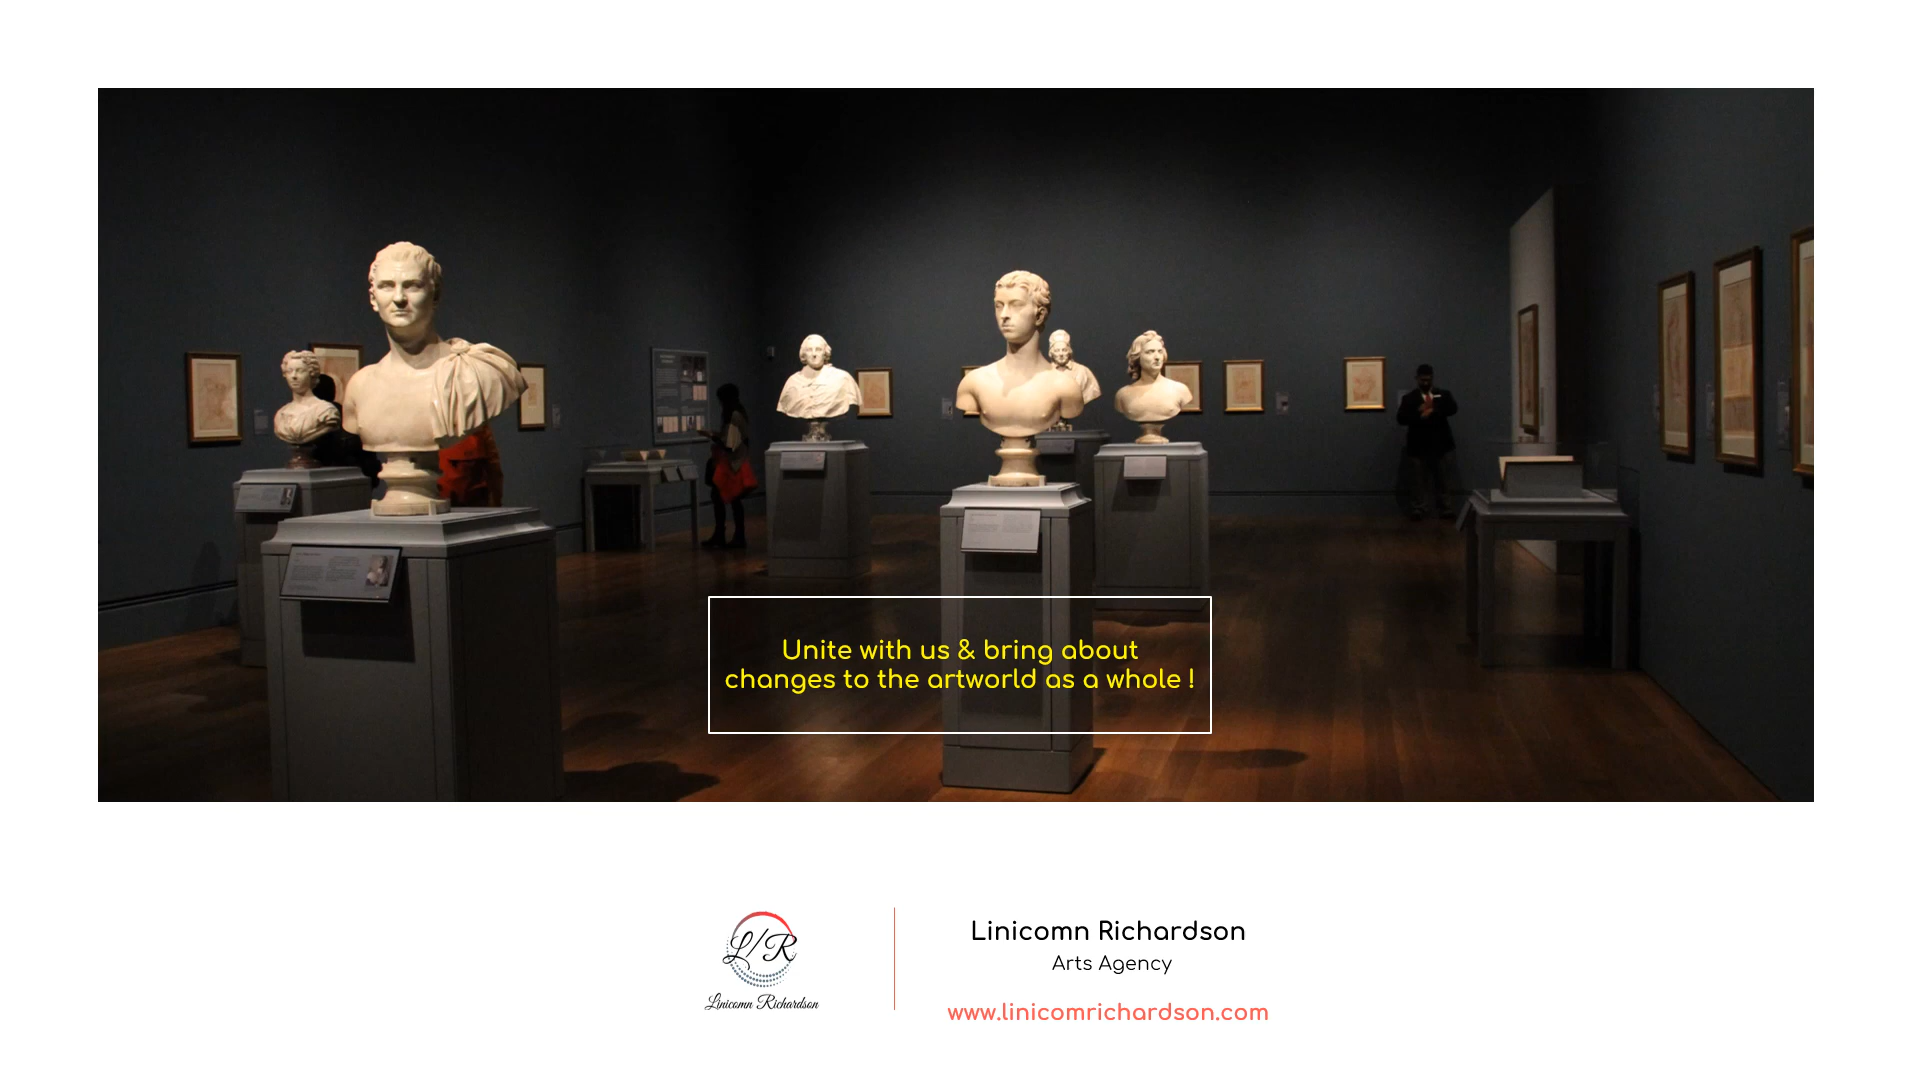 Unite with us & bring about
changes to the artworld as a whole !
L/R
Linicomn Richardson
Linicomn Richardson
Arts Agency
www.linicomrichardson.com